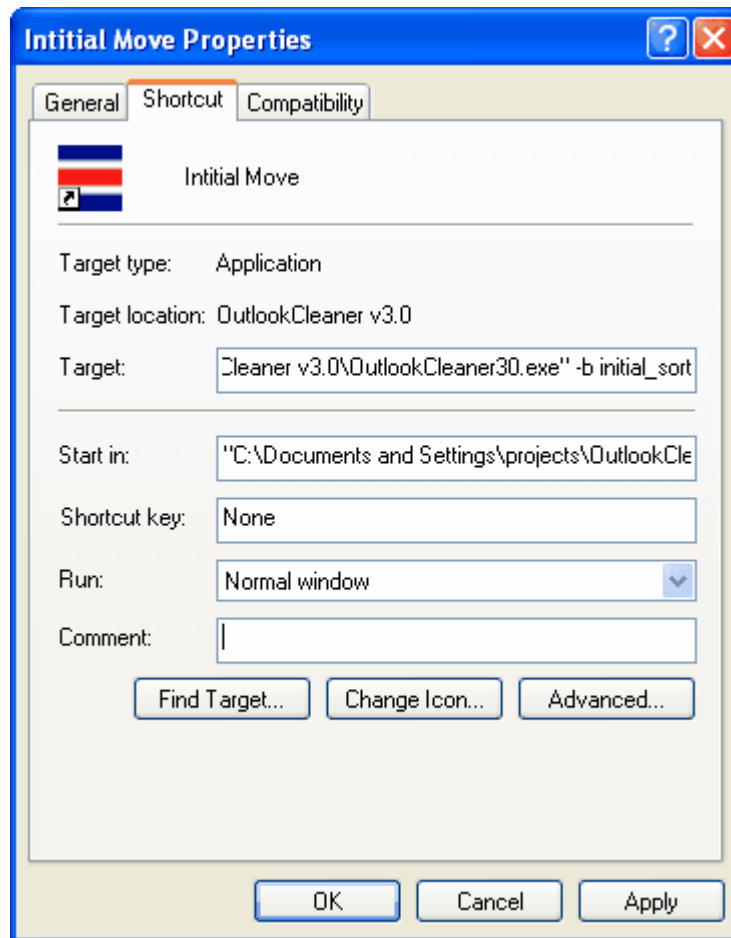 Intitial Move Properties
General Shortcut Compatibility
Intitial Move
Target type: Application
Target location: OutlookCleaner v3.0
Target: Cleaner v3.0\OutlookCleaner30.exe" -b initial_sort
Start in: "C:\Documents and Settings\projects\OutlookCle
Shortcut key: None
Run: Normal window
Comment:
Find Target... Change Icon... Advanced...
OK Cancel Apply